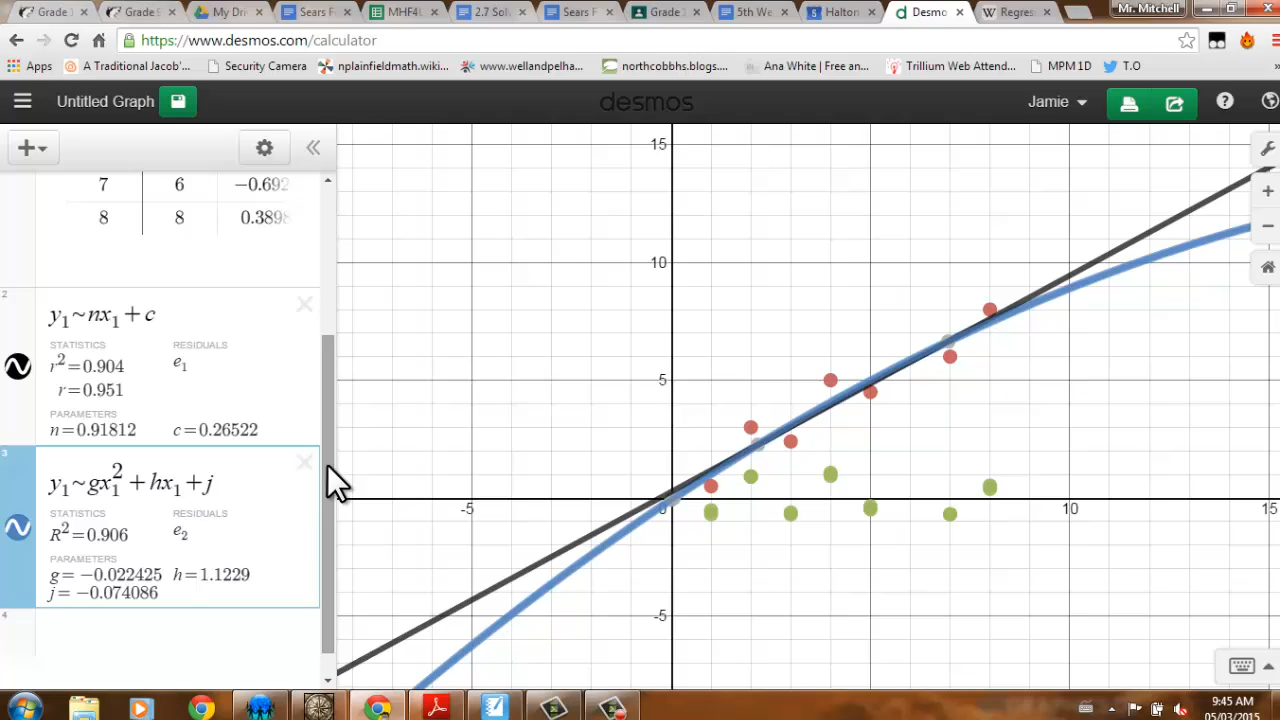 Grade 1
Grade 5
My Dri
Sears F
MHF4U
2.7 Sol
Sears F
Grade
5th We
Halton
Desmo
Regres
Mr. Mitchell
https://www.desmos.com/calculator
Apps
A Traditional Jacob'...
Security Camera
nplainfieldmath.wiki...
www.wellandpelha...
northcobbhs.blogs....
Ana White | Free an...
Trillium Web Attend...
MPM 1D
T.O
»
Untitled Graph
desmos
Jamie
?
7 6 −0.692
8 8 0.3898
2
y₁~nx₁+c
STATISTICS RESIDUALS
r²=0.904 e₁
r=0.951
PARAMETERS
n=0.91812 c=0.26522
3
y₁~gx₁²+hx₁+j
STATISTICS RESIDUALS
R²=0.906 e₂
PARAMETERS
g=−0.022425 h=1.1229
j=−0.074086
4
15
10
5
-5 0 10 15
-5
9:45 AM
05/03/2015